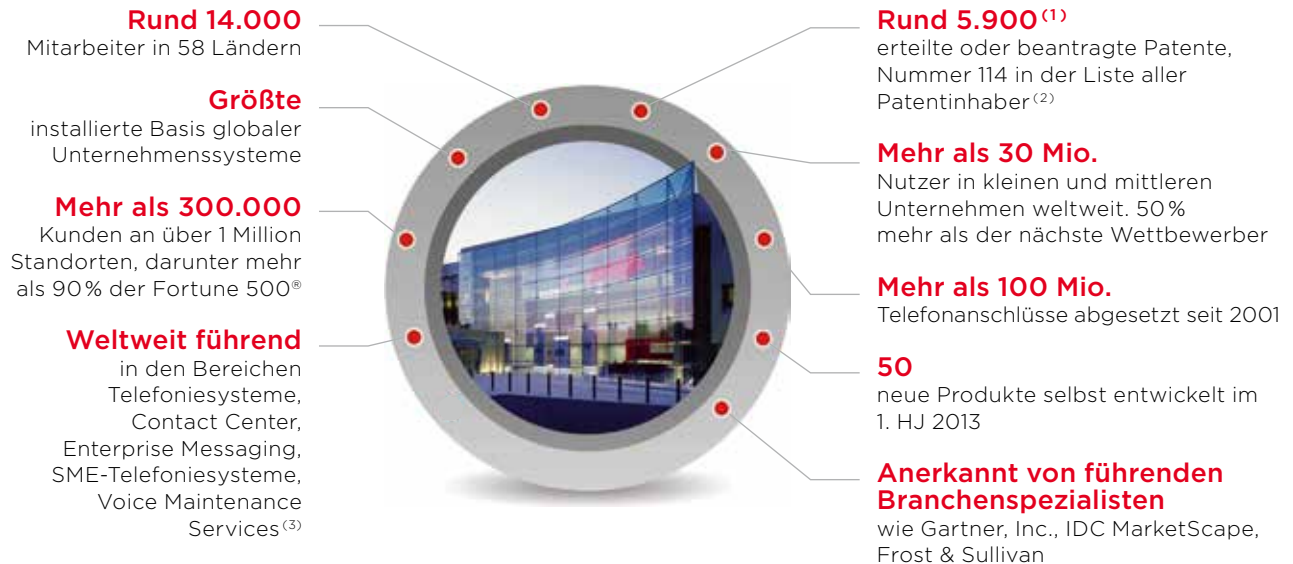 Rund 14.000
Mitarbeiter in 58 Ländern
Größte
installierte Basis globaler
Unternehmenssysteme
Mehr als 300.000
Kunden an über 1 Million
Standorten, darunter mehr
als 90% der Fortune 500®
Weltweit führend
in den Bereichen
Telefoniesysteme,
Contact Center,
Enterprise Messaging,
SME-Telefoniesysteme,
Voice Maintenance
Services(3)
Rund 5.900(1)
erteilte oder beantragte Patente,
Nummer 114 in der Liste aller
Patentinhaber(2)
Mehr als 30 Mio.
Nutzer in kleinen und mittleren
Unternehmen weltweit. 50%
mehr als der nächste Wettbewerber
Mehr als 100 Mio.
Telefonanschlüsse abgesetzt seit 2001
50
neue Produkte selbst entwickelt im
1. HJ 2013
Anerkannt von führenden
Branchenspezialisten
wie Gartner, Inc., IDC MarketScape,
Frost & Sullivan